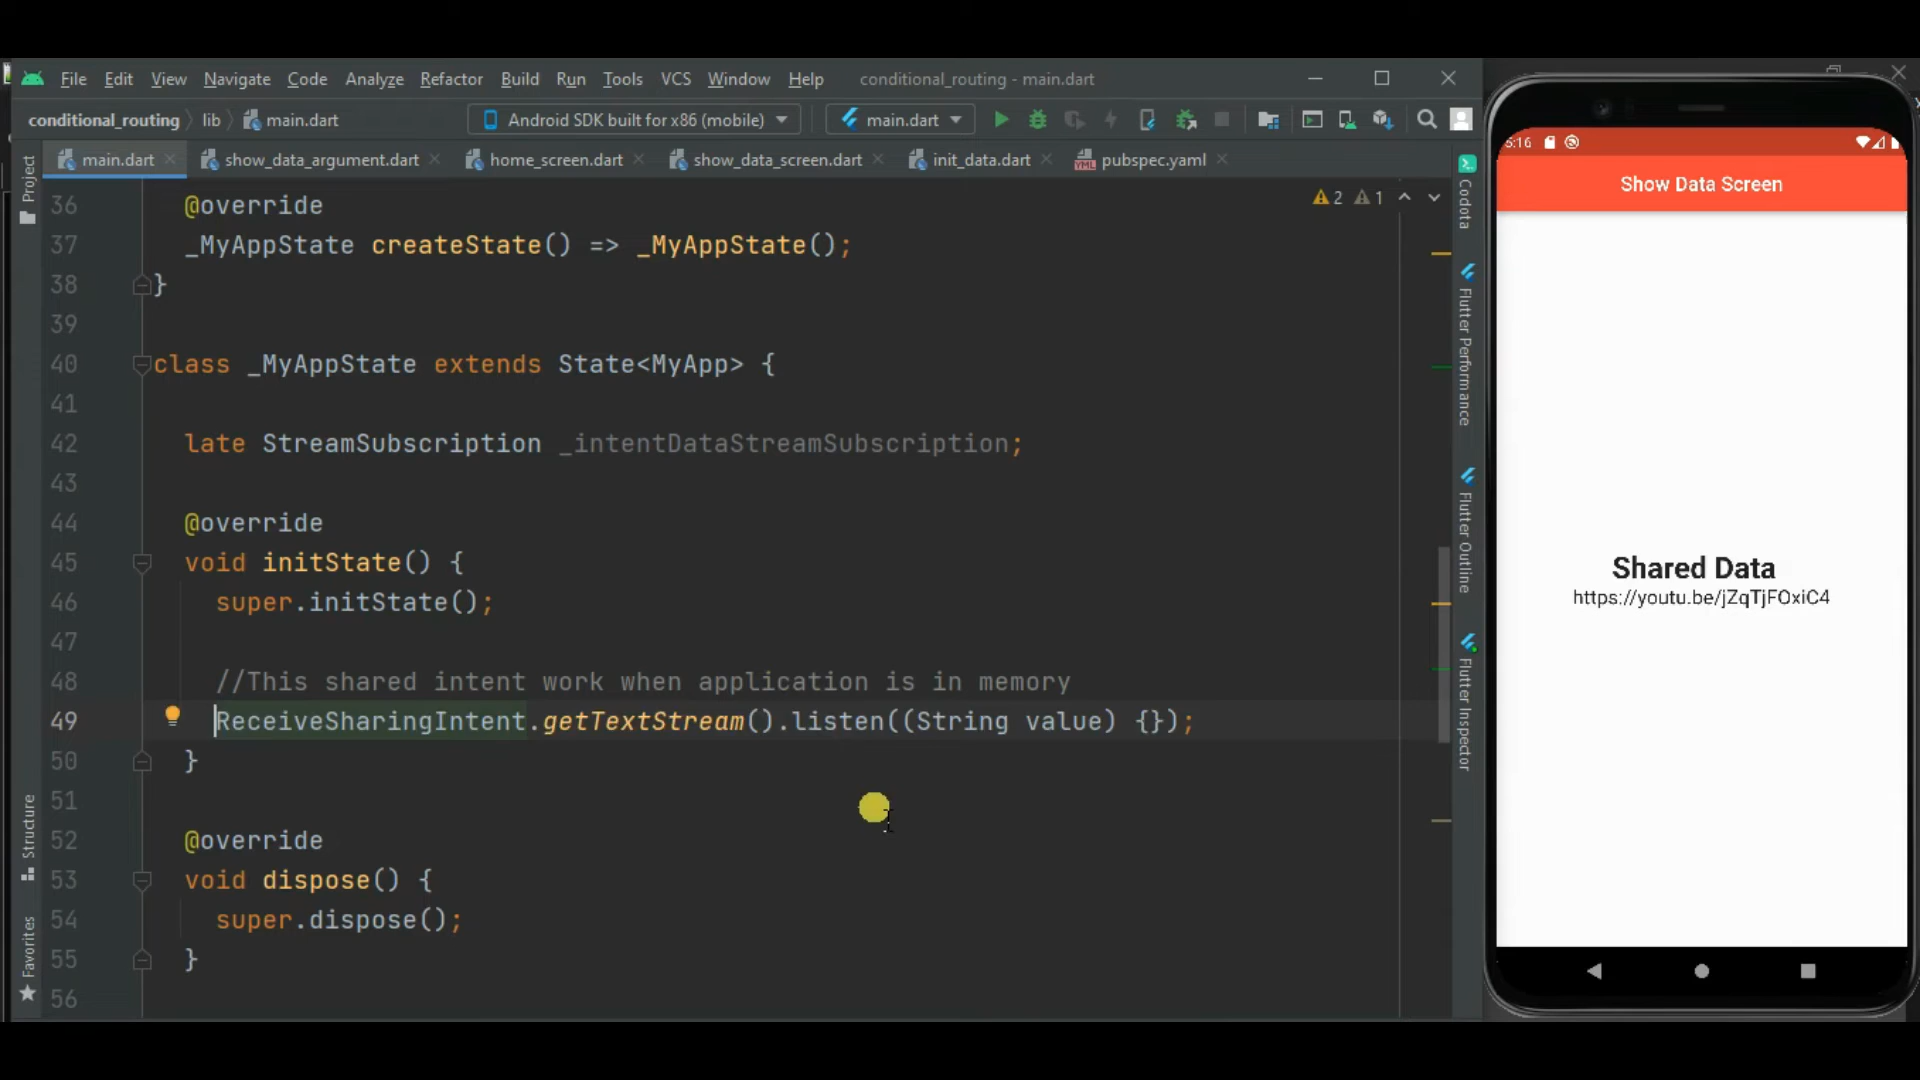 File Edit View Navigate Code Analyze Refactor Build Run Tools VCS Window Help conditional_routing - main.dart
conditional_routing lib main.dart Android SDK built for x86 (mobile) main.dart
main.dart show_data_argument.dart home_screen.dart show_data_screen.dart init_data.dart pubspec.yaml
Project
Structure
Favorites
2 1
36 @override
37 _MyAppState createState() => _MyAppState();
38 }
39
40 class _MyAppState extends State<MyApp> {
41
42 late StreamSubscription _intentDataStreamSubscription;
43
44 @override
45 void initState() {
46 super.initState();
47
48 //This shared intent work when application is in memory
49 ReceiveSharingIntent.getTextStream().listen((String value) {});
50 }
51
52 @override
53 void dispose() {
54 super.dispose();
55 }
56
Codota
Flutter Performance
Flutter Outline
Flutter Inspector
5:16
Show Data Screen
Shared Data
https://youtu.be/jZqTjFOxiC4